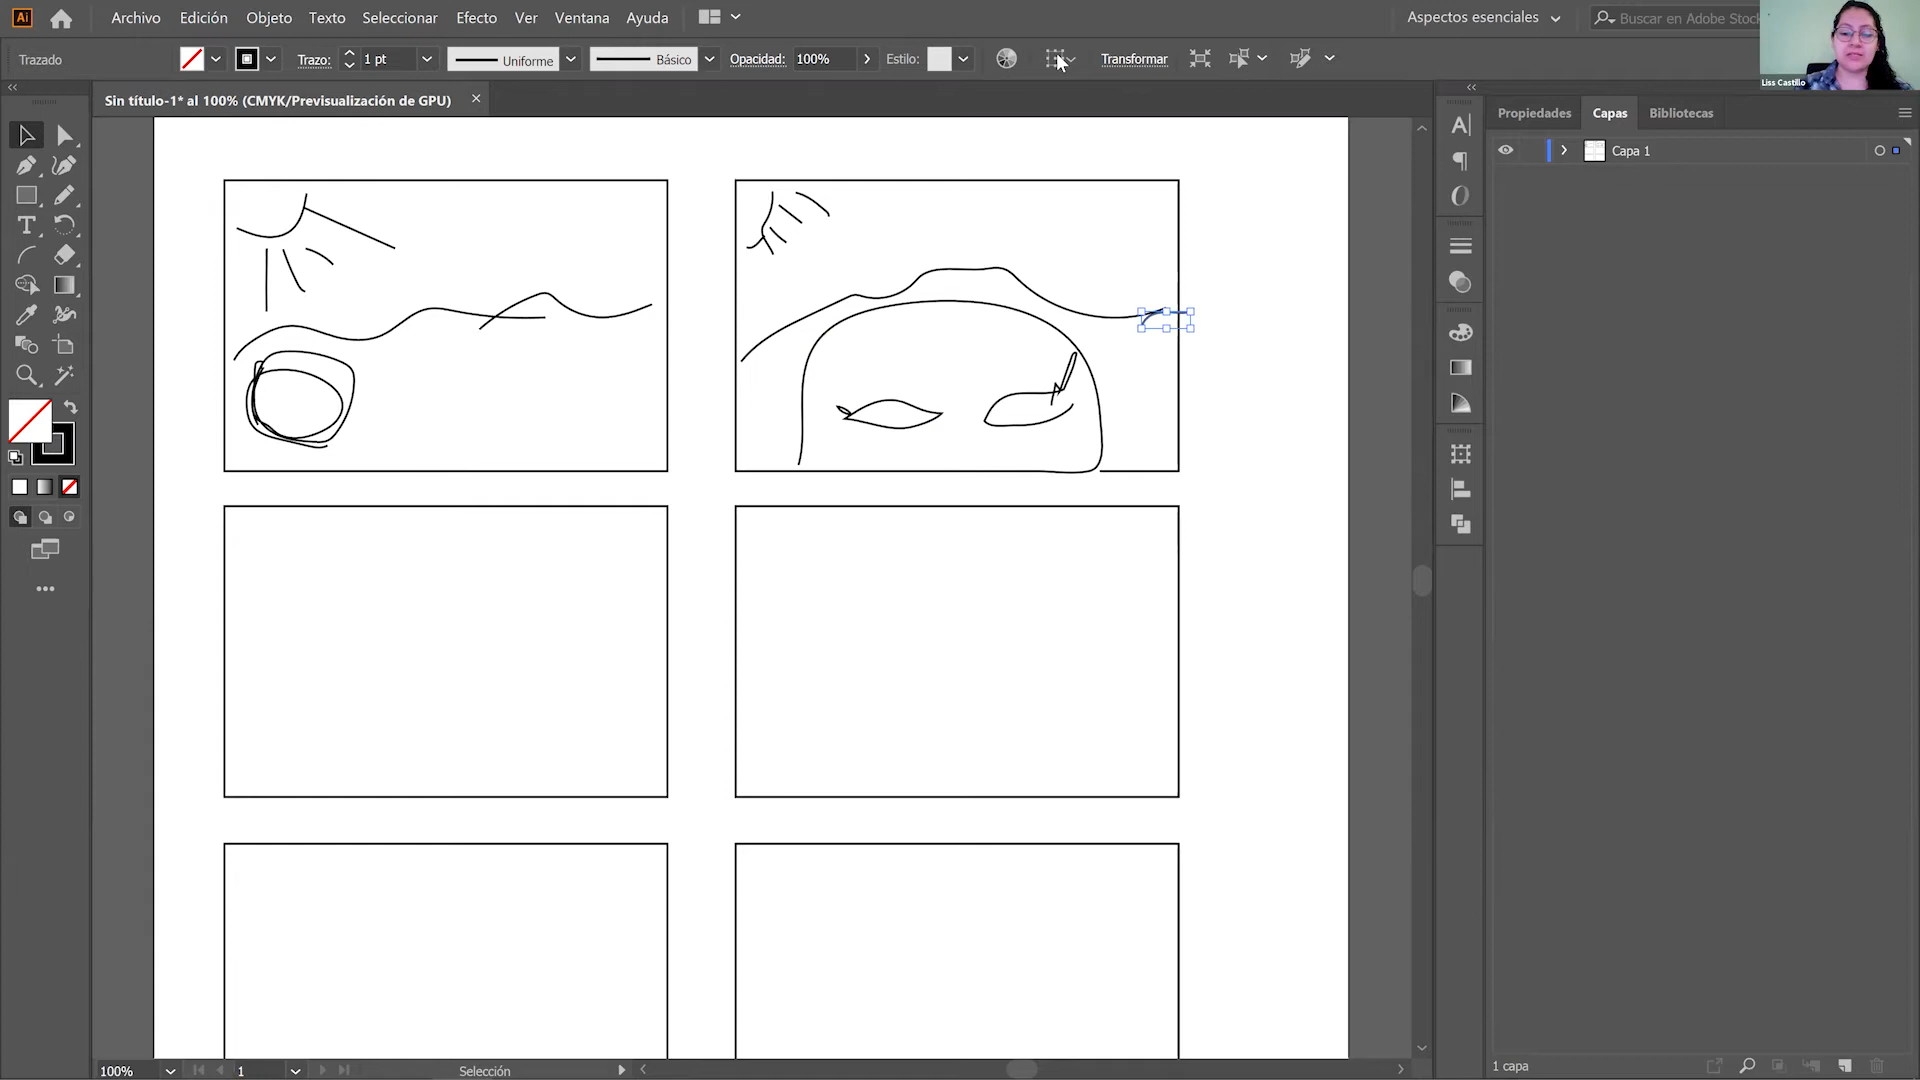 Ai Archivo Edición Objeto Texto Seleccionar Efecto Ver Ventana Ayuda Aspectos esenciales Buscar en Adobe Stock
Trazado Trazo: 1 pt Uniforme Básico Opacidad: 100% Estilo: Transformar
Liss Castillo
Sin título-1* al 100% (CMYK/Previsualización de GPU)
Propiedades Capas Bibliotecas
Capa 1
100% 1 Selección
1 capa